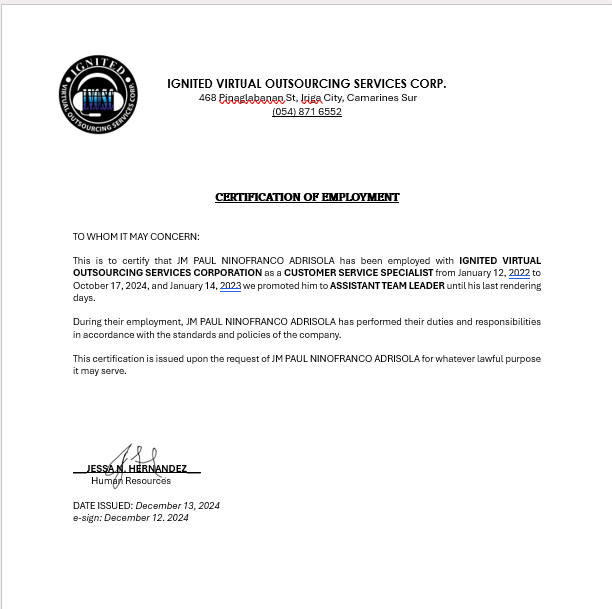 IGNITED
VIRTUAL OUTSOURCING SERVICES CORP.
IVOSC
IGNITED VIRTUAL OUTSOURCING SERVICES CORP.
468 Pinaglabanan St, Iriga City, Camarines Sur
(054) 871 6552
CERTIFICATION OF EMPLOYMENT
TO WHOM IT MAY CONCERN:
This is to certify that JM PAUL NINOFRANCO ADRISOLA has been employed with IGNITED VIRTUAL
OUTSOURCING SERVICES CORPORATION as a CUSTOMER SERVICE SPECIALIST from January 12, 2022 to
October 17, 2024, and January 14, 2023 we promoted him to ASSISTANT TEAM LEADER until his last rendering
days.
During their employment, JM PAUL NINOFRANCO ADRISOLA has performed their duties and responsibilities
in accordance with the standards and policies of the company.
This certification is issued upon the request of JM PAUL NINOFRANCO ADRISOLA for whatever lawful purpose
it may serve.
JESSA N. HERNANDEZ
Human Resources
DATE ISSUED: December 13, 2024
e-sign: December 12. 2024